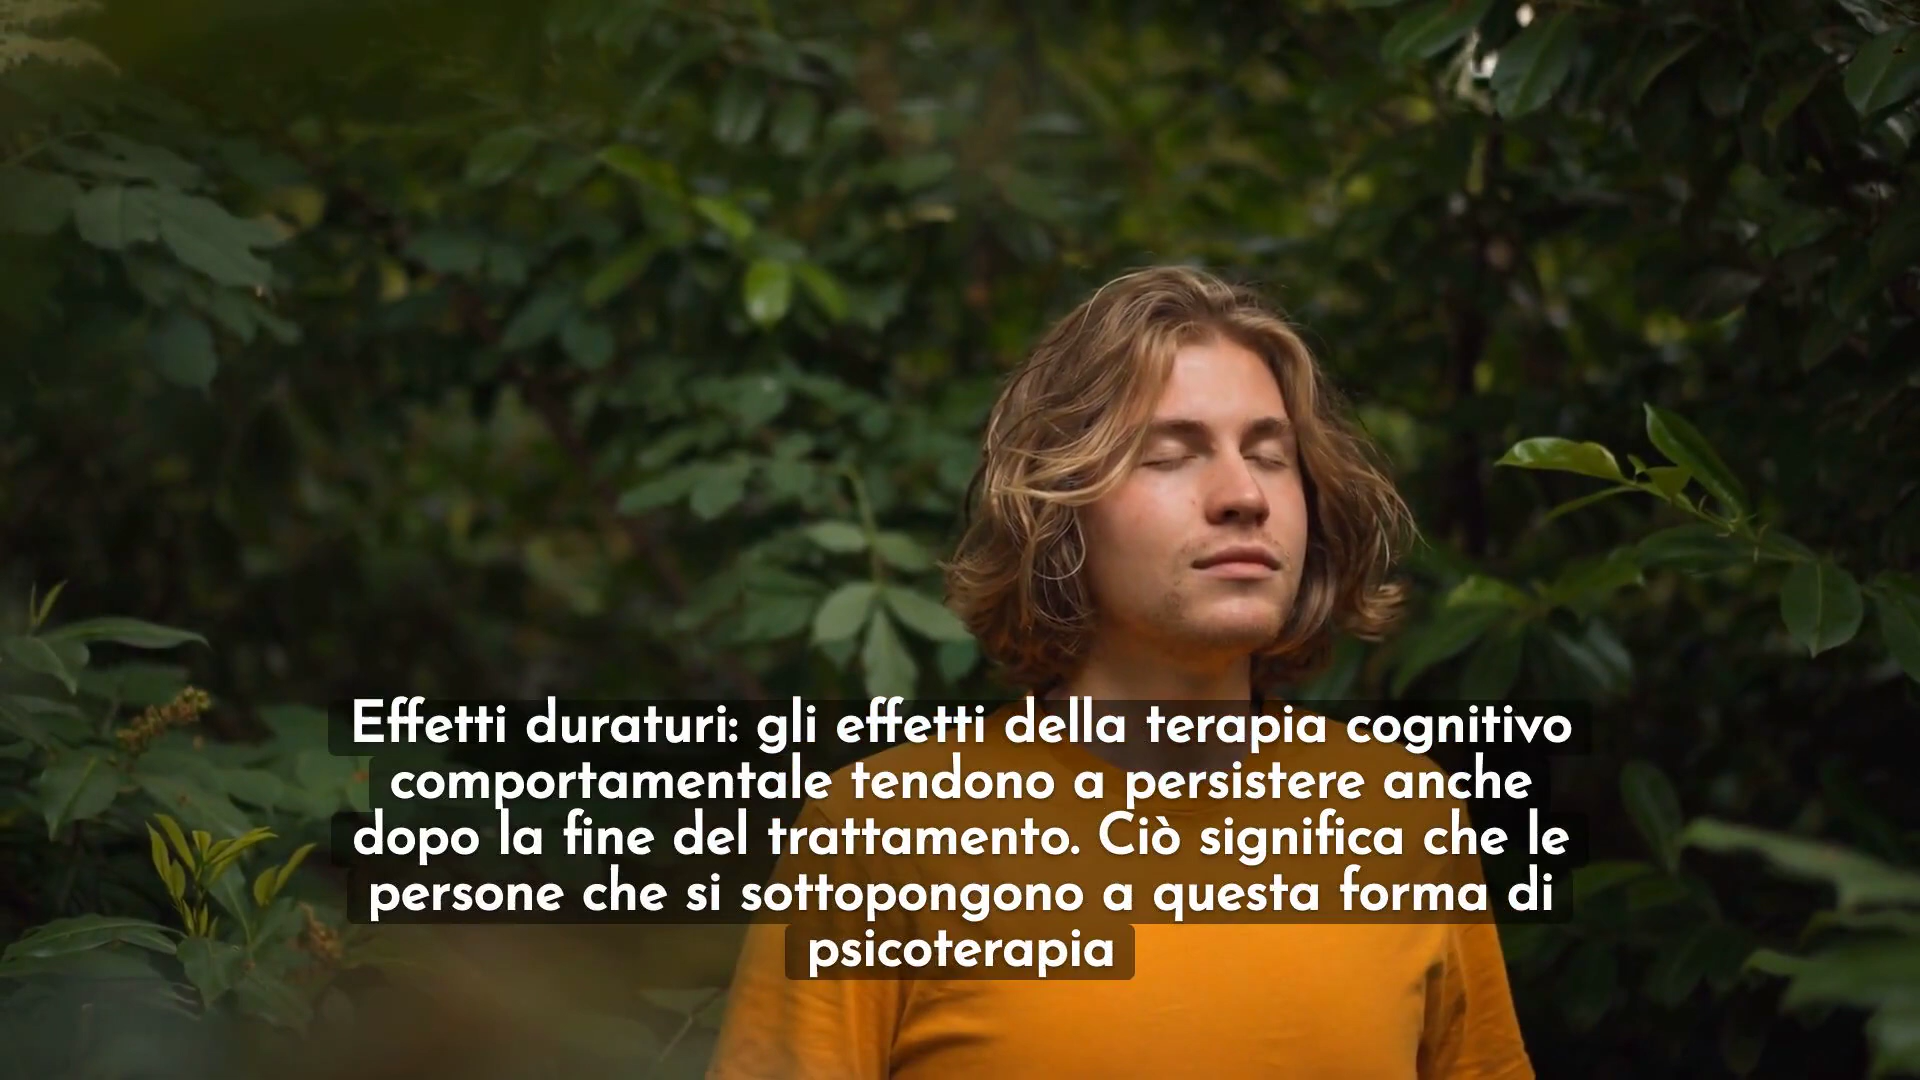 Effetti duraturi: gli effetti della terapia cognitivo
comportamentale tendono a persistere anche
dopo la fine del trattamento. Ciò significa che le
persone che si sottopongono a questa forma di
psicoterapia